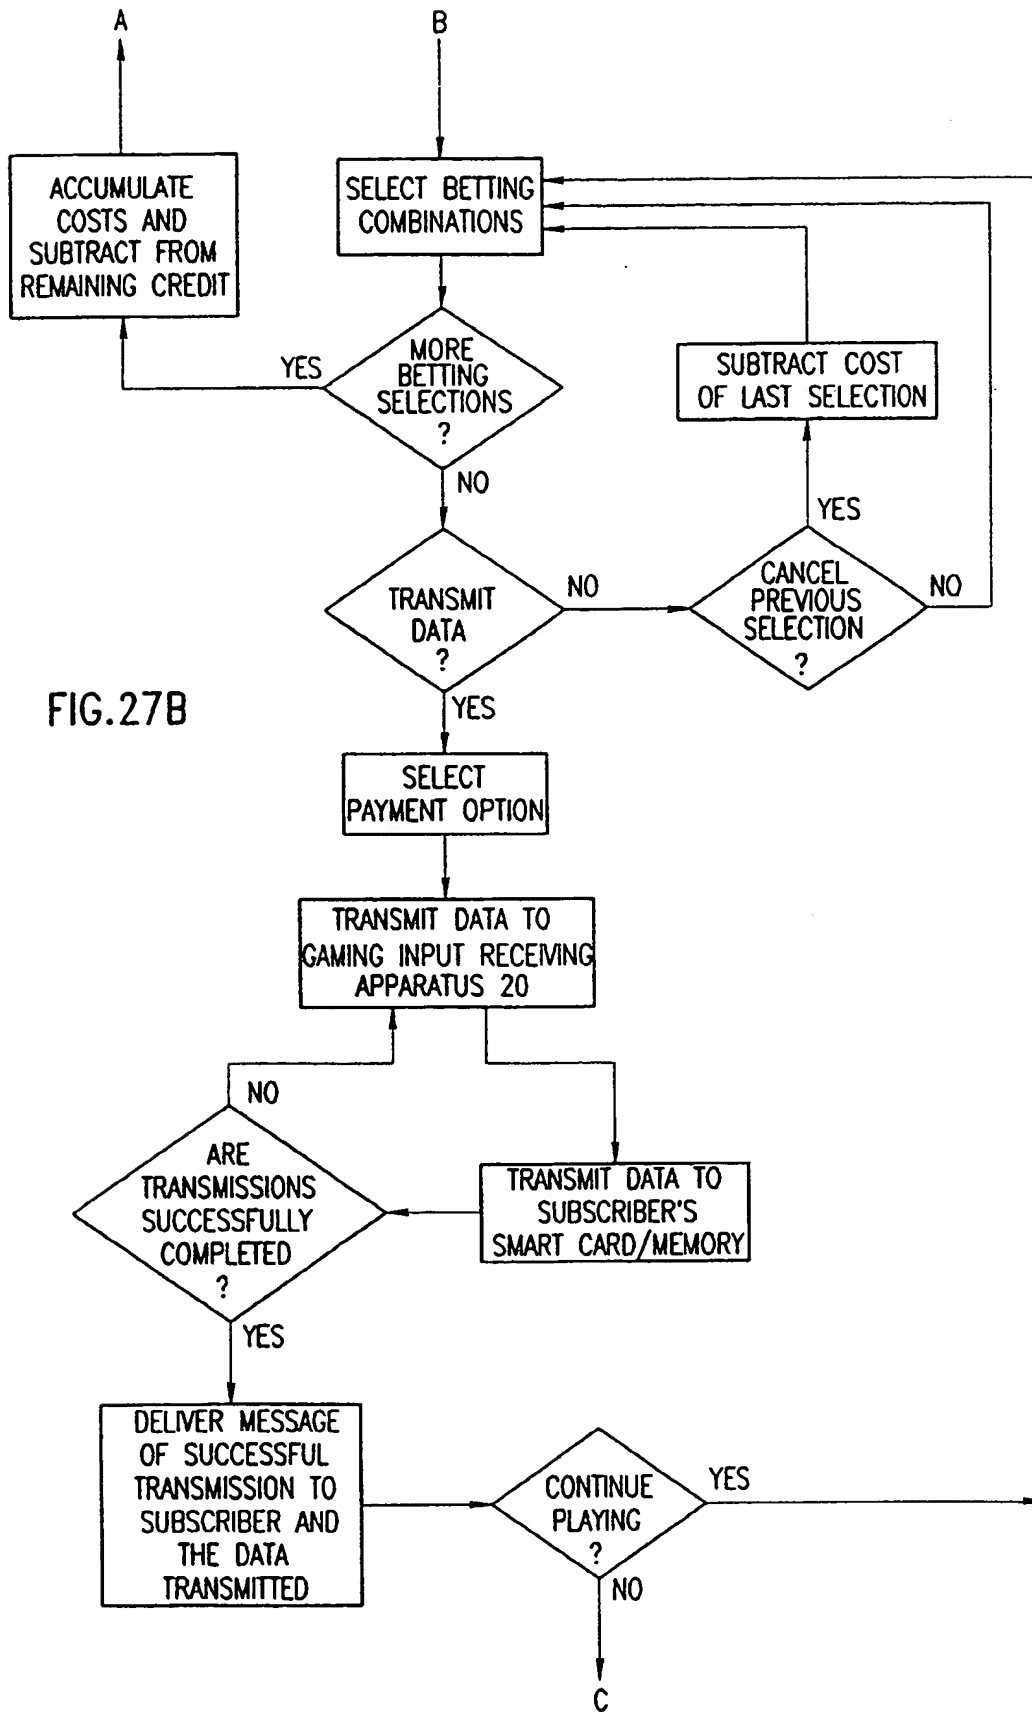 A
B
ACCUMULATE
COSTS AND
SUBTRACT FROM
REMAINING CREDIT
SELECT BETTING
COMBINATIONS
YES
MORE
BETTING
SELECTIONS
?
SUBTRACT COST
OF LAST SELECTION
NO
YES
TRANSMIT
DATA
?
NO
CANCEL
PREVIOUS
SELECTION
?
NO
FIG.27B
YES
SELECT
PAYMENT OPTION
TRANSMIT DATA TO
GAMING INPUT RECEIVING
APPARATUS 20
NO
ARE
TRANSMISSIONS
SUCCESSFULLY
COMPLETED
?
TRANSMIT DATA TO
SUBSCRIBER'S
SMART CARD/MEMORY
YES
DELIVER MESSAGE
OF SUCCESSFUL
TRANSMISSION TO
SUBSCRIBER AND
THE DATA
TRANSMITTED
CONTINUE
PLAYING
?
YES
NO
C